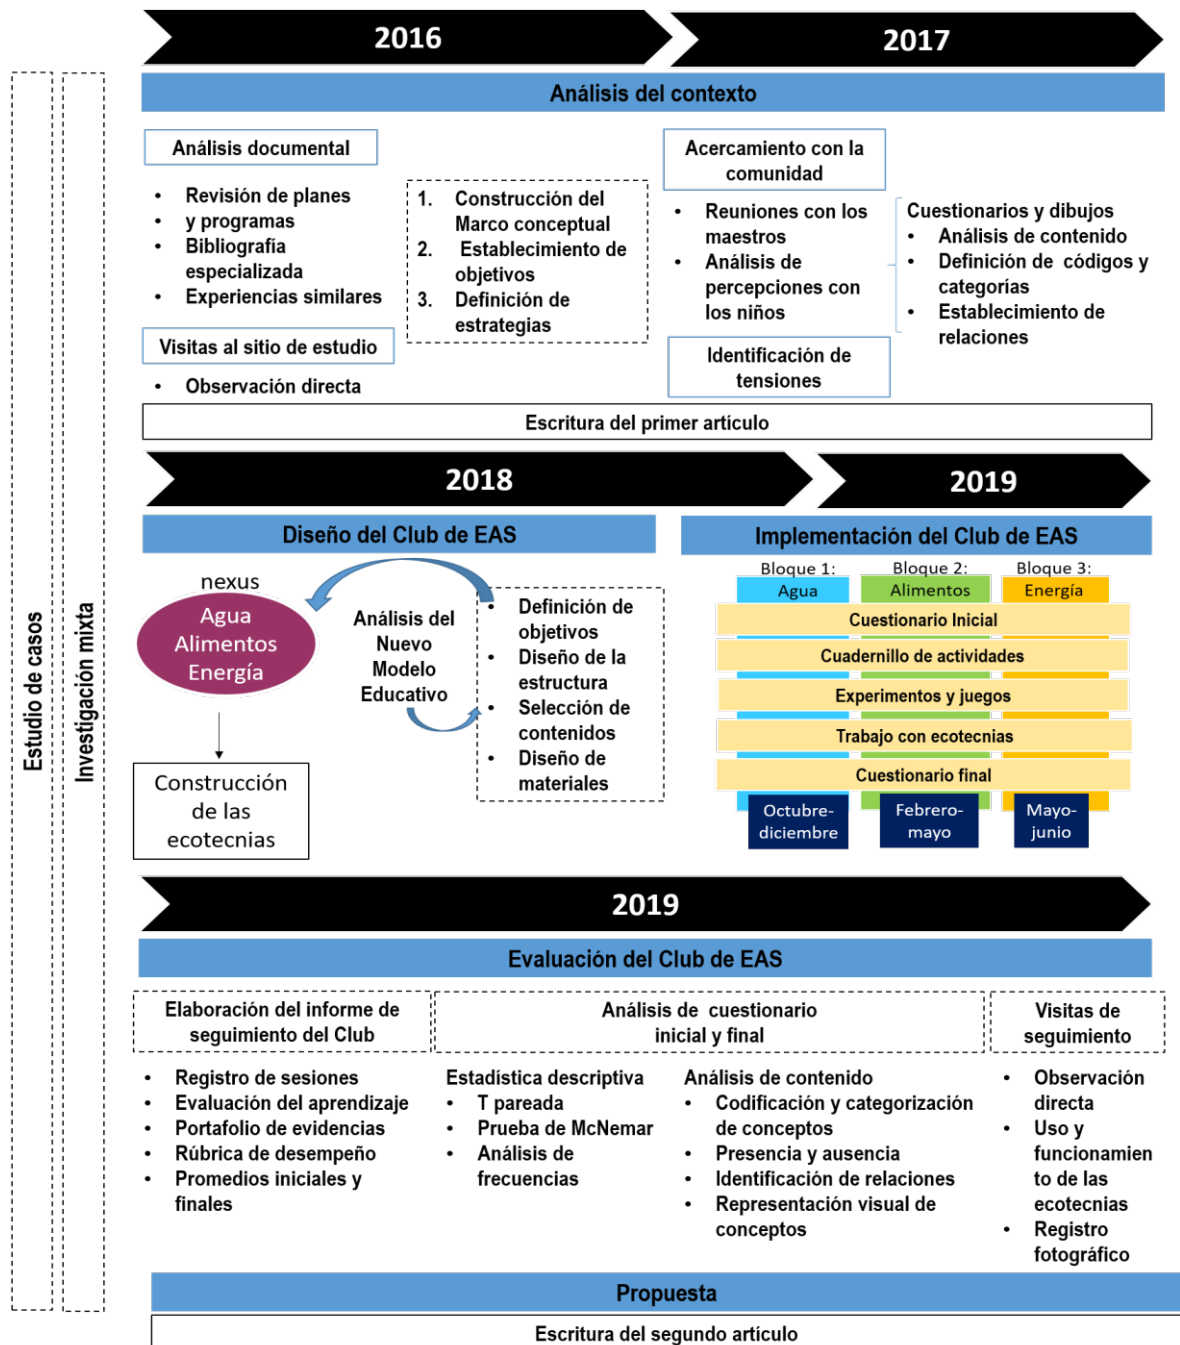 2016
2017
Análisis del contexto
Estudio de casos
Investigación mixta
Análisis documental
• Revisión de planes
• y programas
• Bibliografía
especializada
• Experiencias similares
Visitas al sitio de estudio
• Observación directa
1. Construcción del
Marco conceptual
2. Establecimiento de
objetivos
3. Definición de
estrategias
Acercamiento con la
comunidad
• Reuniones con los
maestros
• Análisis de
percepciones con
los niños
Identificación de
tensiones
Cuestionarios y dibujos
• Análisis de contenido
• Definición de códigos y
categorías
• Establecimiento de
relaciones
Escritura del primer artículo
2018
2019
Diseño del Club de EAS
nexus
Agua
Alimentos
Energía
Construcción
de las
ecotecnias
Análisis del
Nuevo
Modelo
Educativo
• Definición de
objetivos
• Diseño de la
estructura
• Selección de
contenidos
• Diseño de
materiales
Implementación del Club de EAS
Bloque 1:
Agua
Bloque 2:
Alimentos
Bloque 3:
Energía
Cuestionario Inicial
Cuadernillo de actividades
Experimentos y juegos
Trabajo con ecotecnias
Cuestionario final
Octubre-
diciembre
Febrero-
mayo
Mayo-
junio
2019
Evaluación del Club de EAS
Elaboración del informe de
seguimiento del Club
• Registro de sesiones
• Evaluación del aprendizaje
• Portafolio de evidencias
• Rúbrica de desempeño
• Promedios iniciales y
finales
Análisis de cuestionario
inicial y final
Estadística descriptiva
• T pareada
• Prueba de McNemar
• Análisis de
frecuencias
Análisis de contenido
• Codificación y categorización
de conceptos
• Presencia y ausencia
• Identificación de relaciones
• Representación visual de
conceptos
Visitas de
seguimiento
• Observación
directa
• Uso y
funcionamien
to de las
ecotecnias
• Registro
fotográfico
Propuesta
Escritura del segundo artículo